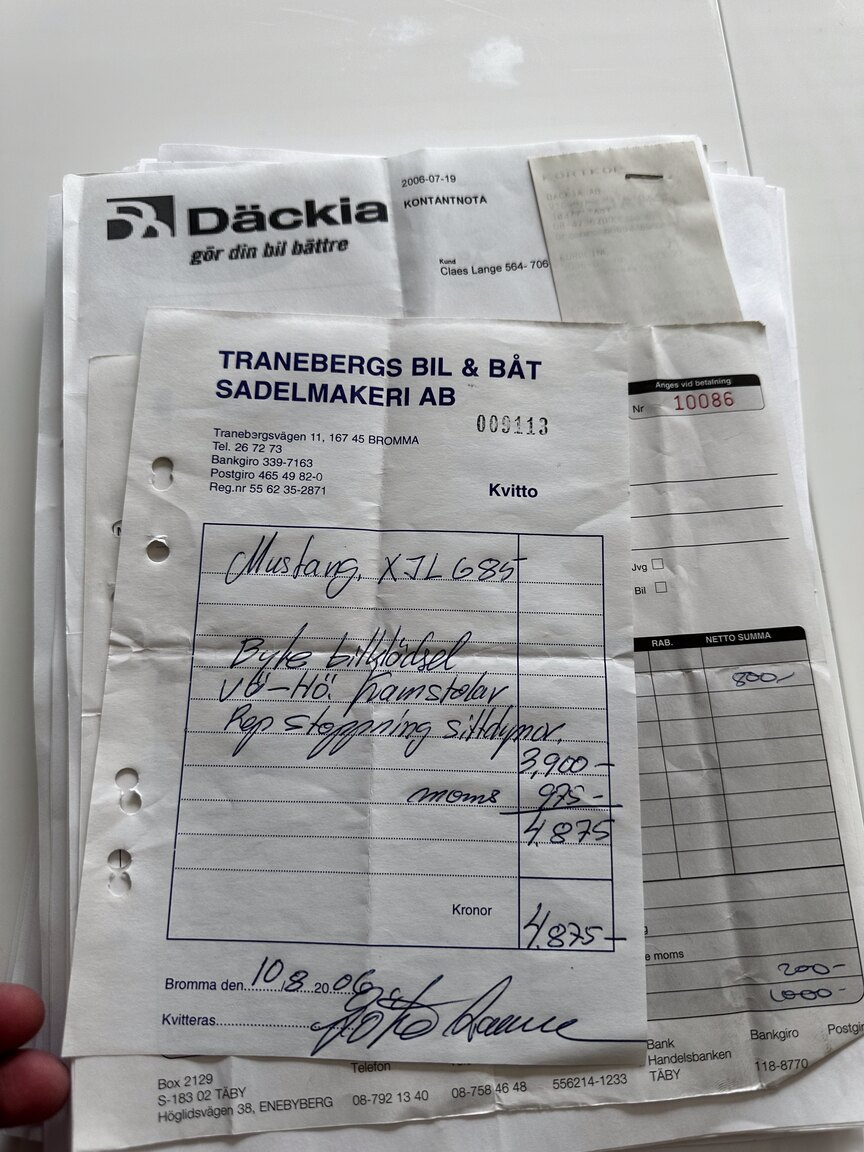 2006-07-19
Däckia
KONTANTNOTA
gör din bil bättre
Kund
Claes Lange 564-706
TRANEBERGS BIL & BÅT
SADELMAKERI AB
009113
Tranebergsvägen 11, 167 45 BROMMA
Tel. 26 72 73
Bankgiro 339-7163
Postgiro 465 49 82-0
Reg.nr 55 62 35-2871
Kvitto
Mustang, XJL 685
Byte bitklädsel
Vä-Hö. framstolar
Rep stoppning sittdynor.
3,900-
moms 975-
4,875
Kronor 4,875-
Bromma den 10/8 2006
Kvitteras
Anges vid betalning
Nr 10086
Jvg
Bil
RAB. NETTO SUMMA
800-
e moms
200-
1000-
Box 2129
S-183 02 TÄBY
Höglidsvägen 38, ENEBYBERG
Telefon
08-792 13 40
08-758 46 48
556214-1233
Bank
Handelsbanken
TÄBY
Bankgiro
118-8770
Postgi